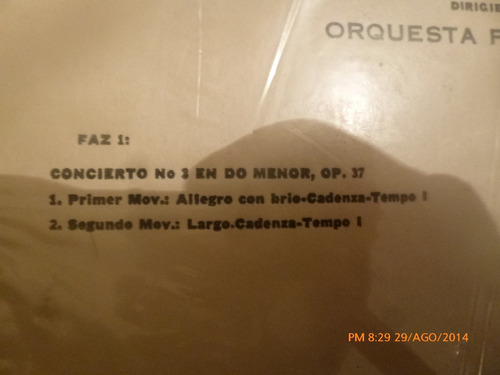 DIRIGIE
ORQUESTA F
FAZ 1:
CONCIERTO No 3 EN DO MENOR, OP. 37
1. Primer Mov.: Allegro con brio-Cadenza-Tempo I
2. Segundo Mov.: Largo-Cadenza-Tempo I
PM 8:29 29/AGO/2014